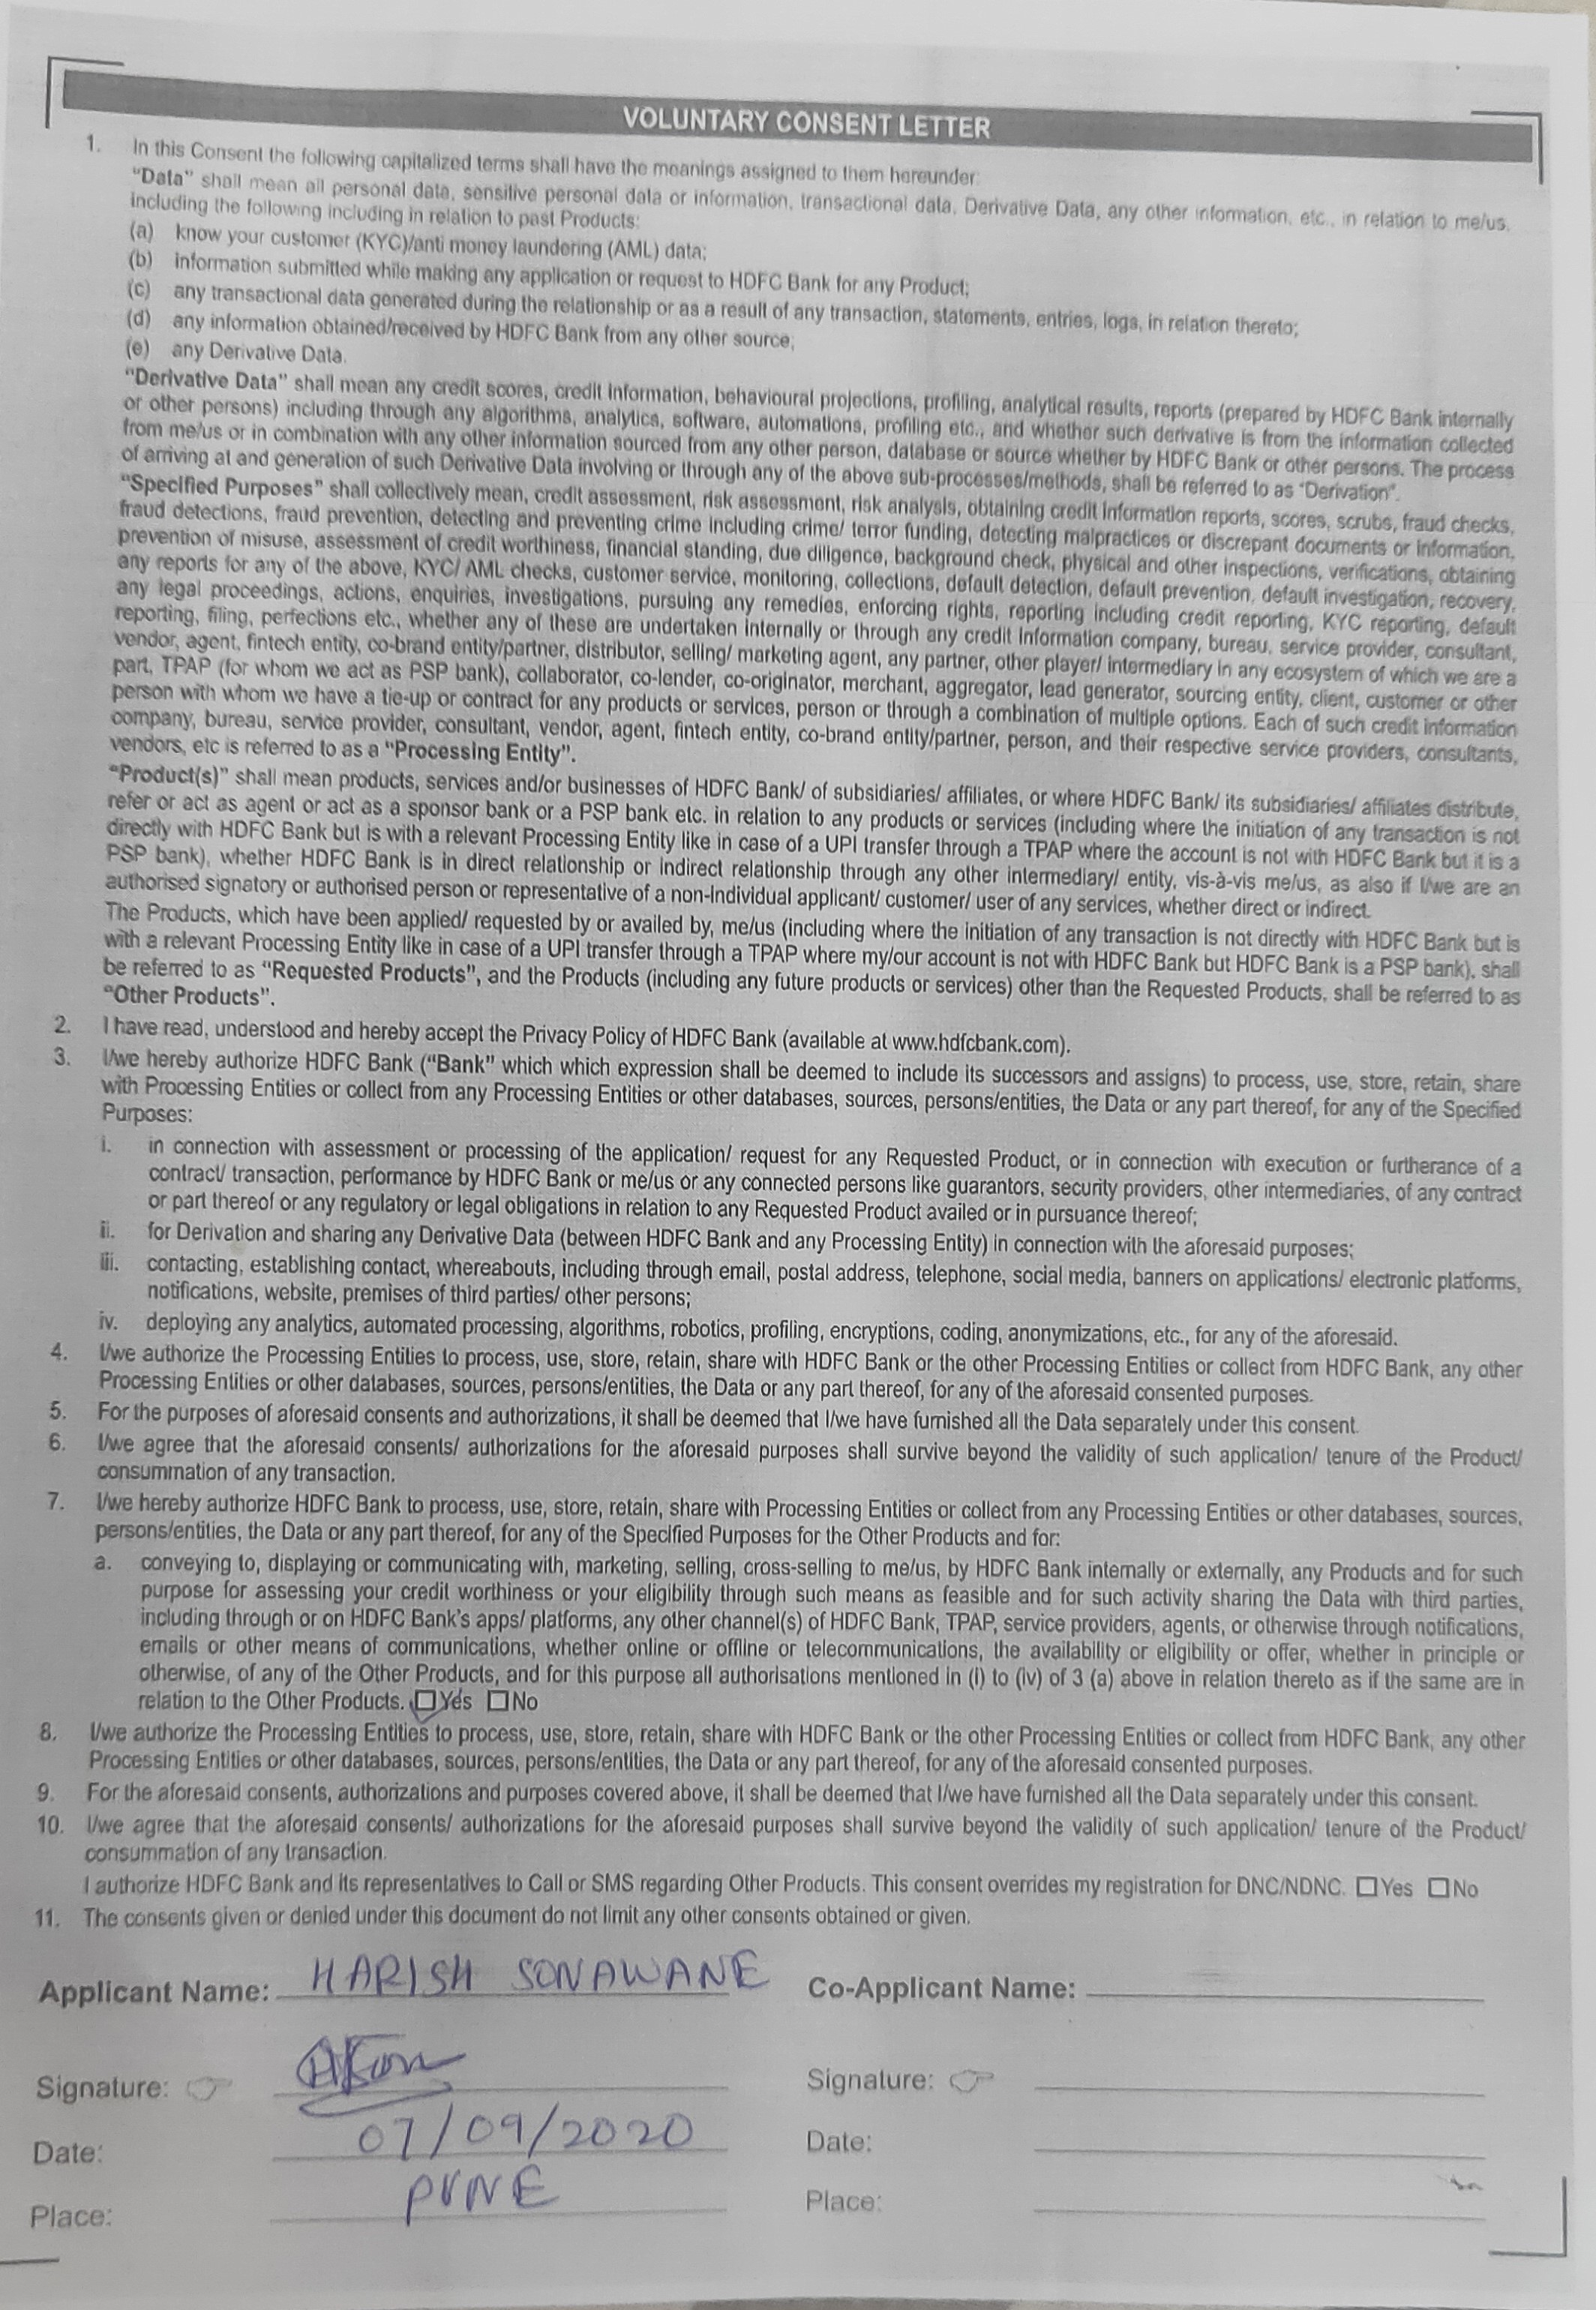 VOLUNTARY CONSENT LETTER
1. In this Consent the following capitalized terms shall have the meanings assigned to them hereunder:
"Data" shall mean all personal data, sensitive personal data or information, transactional data, Derivative Data, any other information, etc., in relation to me/us,
including the following including in relation to past Products:
(a) know your customer (KYC)/anti money laundering (AML) data;
(b) information submitted while making any application or request to HDFC Bank for any Product;
(c) any transactional data generated during the relationship or as a result of any transaction, statements, entries, logs, in relation thereto;
(d) any information obtained/received by HDFC Bank from any other source;
(e) any Derivative Data.
"Derivative Data" shall mean any credit scores, credit information, behavioural projections, profiling, analytical results, reports (prepared by HDFC Bank internally
or other persons) including through any algorithms, analytics, software, automations, profiling etc., and whether such derivative is from the information collected
from me/us or in combination with any other information sourced from any other person, database or source whether by HDFC Bank or other persons. The process
of arriving at and generation of such Derivative Data involving or through any of the above sub-processes/methods, shall be referred to as "Derivation".
"Specified Purposes" shall collectively mean, credit assessment, risk assessment, risk analysis, obtaining credit information reports, scores, scrubs, fraud checks,
fraud detections, fraud prevention, detecting and preventing crime including crime/ terror funding, detecting malpractices or discrepant documents or information,
prevention of misuse, assessment of credit worthiness, financial standing, due diligence, background check, physical and other inspections, verifications, obtaining
any reports for any of the above, KYC/ AML checks, customer service, monitoring, collections, default detection, default prevention, default investigation, recovery,
any legal proceedings, actions, enquiries, investigations, pursuing any remedies, enforcing rights, reporting including credit reporting, KYC reporting, default
reporting, filing, perfections etc., whether any of these are undertaken internally or through any credit information company, bureau, service provider, consultant,
vendor, agent, fintech entity, co-brand entity/partner, distributor, selling/ marketing agent, any partner, other player/ intermediary in any ecosystem of which we are a
part, TPAP (for whom we act as PSP bank), collaborator, co-lender, co-originator, merchant, aggregator, lead generator, sourcing entity, client, customer or other
person with whom we have a tie-up or contract for any products or services, person or through a combination of multiple options. Each of such credit information
company, bureau, service provider, consultant, vendor, agent, fintech entity, co-brand entity/partner, person, and their respective service providers, consultants,
vendors, etc is referred to as a "Processing Entity".
"Product(s)" shall mean products, services and/or businesses of HDFC Bank/ of subsidiaries/ affiliates, or where HDFC Bank/ its subsidiaries/ affiliates distribute,
refer or act as agent or act as a sponsor bank or a PSP bank etc. in relation to any products or services (including where the initiation of any transaction is not
directly with HDFC Bank but is with a relevant Processing Entity like in case of a UPI transfer through a TPAP where the account is not with HDFC Bank but it is a
PSP bank), whether HDFC Bank is in direct relationship or indirect relationship through any other intermediary/ entity, vis-à-vis me/us, as also if I/we are an
authorised signatory or authorised person or representative of a non-Individual applicant/ customer/ user of any services, whether direct or indirect.
The Products, which have been applied/ requested by or availed by, me/us (including where the initiation of any transaction is not directly with HDFC Bank but is
with a relevant Processing Entity like in case of a UPI transfer through a TPAP where my/our account is not with HDFC Bank but HDFC Bank is a PSP bank), shall
be referred to as "Requested Products", and the Products (including any future products or services) other than the Requested Products, shall be referred to as
"Other Products".
2. I have read, understood and hereby accept the Privacy Policy of HDFC Bank (available at www.hdfcbank.com).
3. I/we hereby authorize HDFC Bank ("Bank" which which expression shall be deemed to include its successors and assigns) to process, use, store, retain, share
with Processing Entities or collect from any Processing Entities or other databases, sources, persons/entities, the Data or any part thereof, for any of the Specified
Purposes:
i. in connection with assessment or processing of the application/ request for any Requested Product, or in connection with execution or furtherance of a
contract/ transaction, performance by HDFC Bank or me/us or any connected persons like guarantors, security providers, other intermediaries, of any contract
or part thereof or any regulatory or legal obligations in relation to any Requested Product availed or in pursuance thereof;
ii. for Derivation and sharing any Derivative Data (between HDFC Bank and any Processing Entity) in connection with the aforesaid purposes;
iii. contacting, establishing contact, whereabouts, including through email, postal address, telephone, social media, banners on applications/ electronic platforms,
notifications, website, premises of third parties/ other persons;
iv. deploying any analytics, automated processing, algorithms, robotics, profiling, encryptions, coding, anonymizations, etc., for any of the aforesaid.
4. I/we authorize the Processing Entities to process, use, store, retain, share with HDFC Bank or the other Processing Entities or collect from HDFC Bank, any other
Processing Entities or other databases, sources, persons/entities, the Data or any part thereof, for any of the aforesaid consented purposes.
5. For the purposes of aforesaid consents and authorizations, it shall be deemed that I/we have furnished all the Data separately under this consent.
6. I/we agree that the aforesaid consents/ authorizations for the aforesaid purposes shall survive beyond the validity of such application/ tenure of the Product/
consummation of any transaction.
7. I/we hereby authorize HDFC Bank to process, use, store, retain, share with Processing Entities or collect from any Processing Entities or other databases, sources,
persons/entities, the Data or any part thereof, for any of the Specified Purposes for the Other Products and for:
a. conveying to, displaying or communicating with, marketing, selling, cross-selling to me/us, by HDFC Bank internally or externally, any Products and for such
purpose for assessing your credit worthiness or your eligibility through such means as feasible and for such activity sharing the Data with third parties,
including through or on HDFC Bank's apps/ platforms, any other channel(s) of HDFC Bank, TPAP, service providers, agents, or otherwise through notifications,
emails or other means of communications, whether online or offline or telecommunications, the availability or eligibility or offer, whether in principle or
otherwise, of any of the Other Products, and for this purpose all authorisations mentioned in (i) to (iv) of 3 (a) above in relation thereto as if the same are in
relation to the Other Products. ☐Yes ☐No
8. I/we authorize the Processing Entities to process, use, store, retain, share with HDFC Bank or the other Processing Entities or collect from HDFC Bank, any other
Processing Entities or other databases, sources, persons/entities, the Data or any part thereof, for any of the aforesaid consented purposes.
9. For the aforesaid consents, authorizations and purposes covered above, it shall be deemed that I/we have furnished all the Data separately under this consent.
10. I/we agree that the aforesaid consents/ authorizations for the aforesaid purposes shall survive beyond the validity of such application/ tenure of the Product/
consummation of any transaction.
I authorize HDFC Bank and its representatives to Call or SMS regarding Other Products. This consent overrides my registration for DNC/NDNC. ☐Yes ☐No
11. The consents given or denied under this document do not limit any other consents obtained or given.
Applicant Name: HARISH SONAWANE Co-Applicant Name:
Signature: Signature:
Date: 07/09/2020 Date:
Place: PUNE Place: